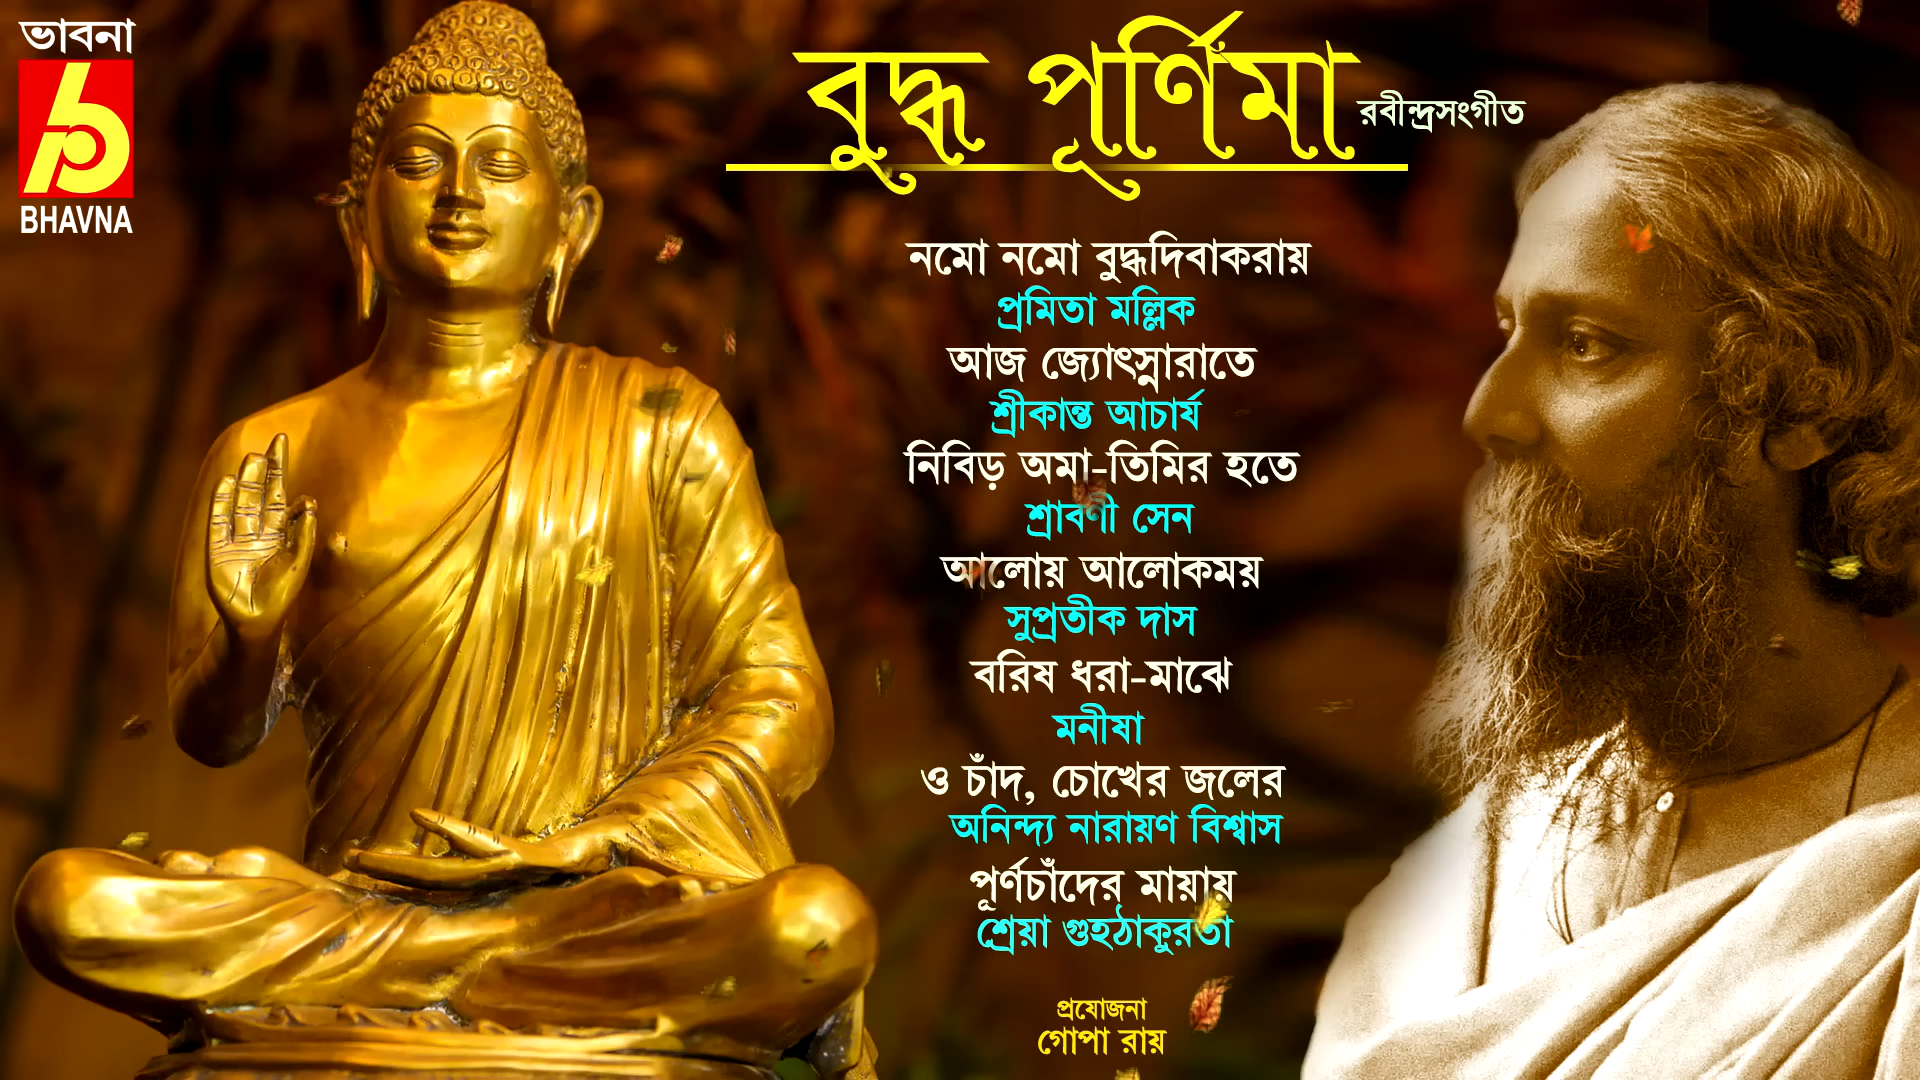 ভাবনা
BHAVNA
বুদ্ধ পূর্ণিমা
রবীন্দ্রসংগীত
নমো নমো বুদ্ধদিবাকরায়
প্রমিতা মল্লিক
আজ জ্যোৎস্নারাতে
শ্রীকান্ত আচার্য
নিবিড় অমা-তিমির হতে
শ্রাবণী সেন
আলোয় আলোকময়
সুপ্রতীক দাস
বরিষ ধরা-মাঝে
মনীষা
ও চাঁদ, চোখের জলের
অনিন্দ্য নারায়ণ বিশ্বাস
পূর্ণচাঁদের মায়ায়
শ্রেয়া গুহঠাকুরতা
প্রযোজনা
গোপা রায়